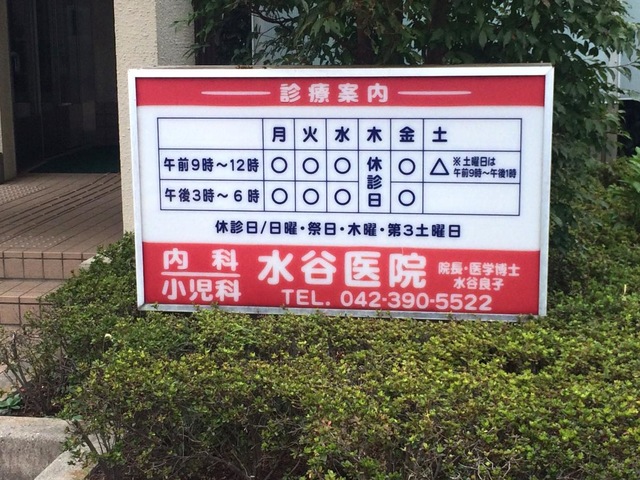 診療案内
月 火 水 木 金 土
午前9時〜12時 ○ ○ ○ 休診日 ○ △ ※土曜日は午前9時〜午後1時
午後3時〜6時 ○ ○ ○ ○
休診日/日曜・祭日・木曜・第3土曜日
内科 水谷医院 院長・医学博士
小児科 水谷良子
TEL. 042-390-5522